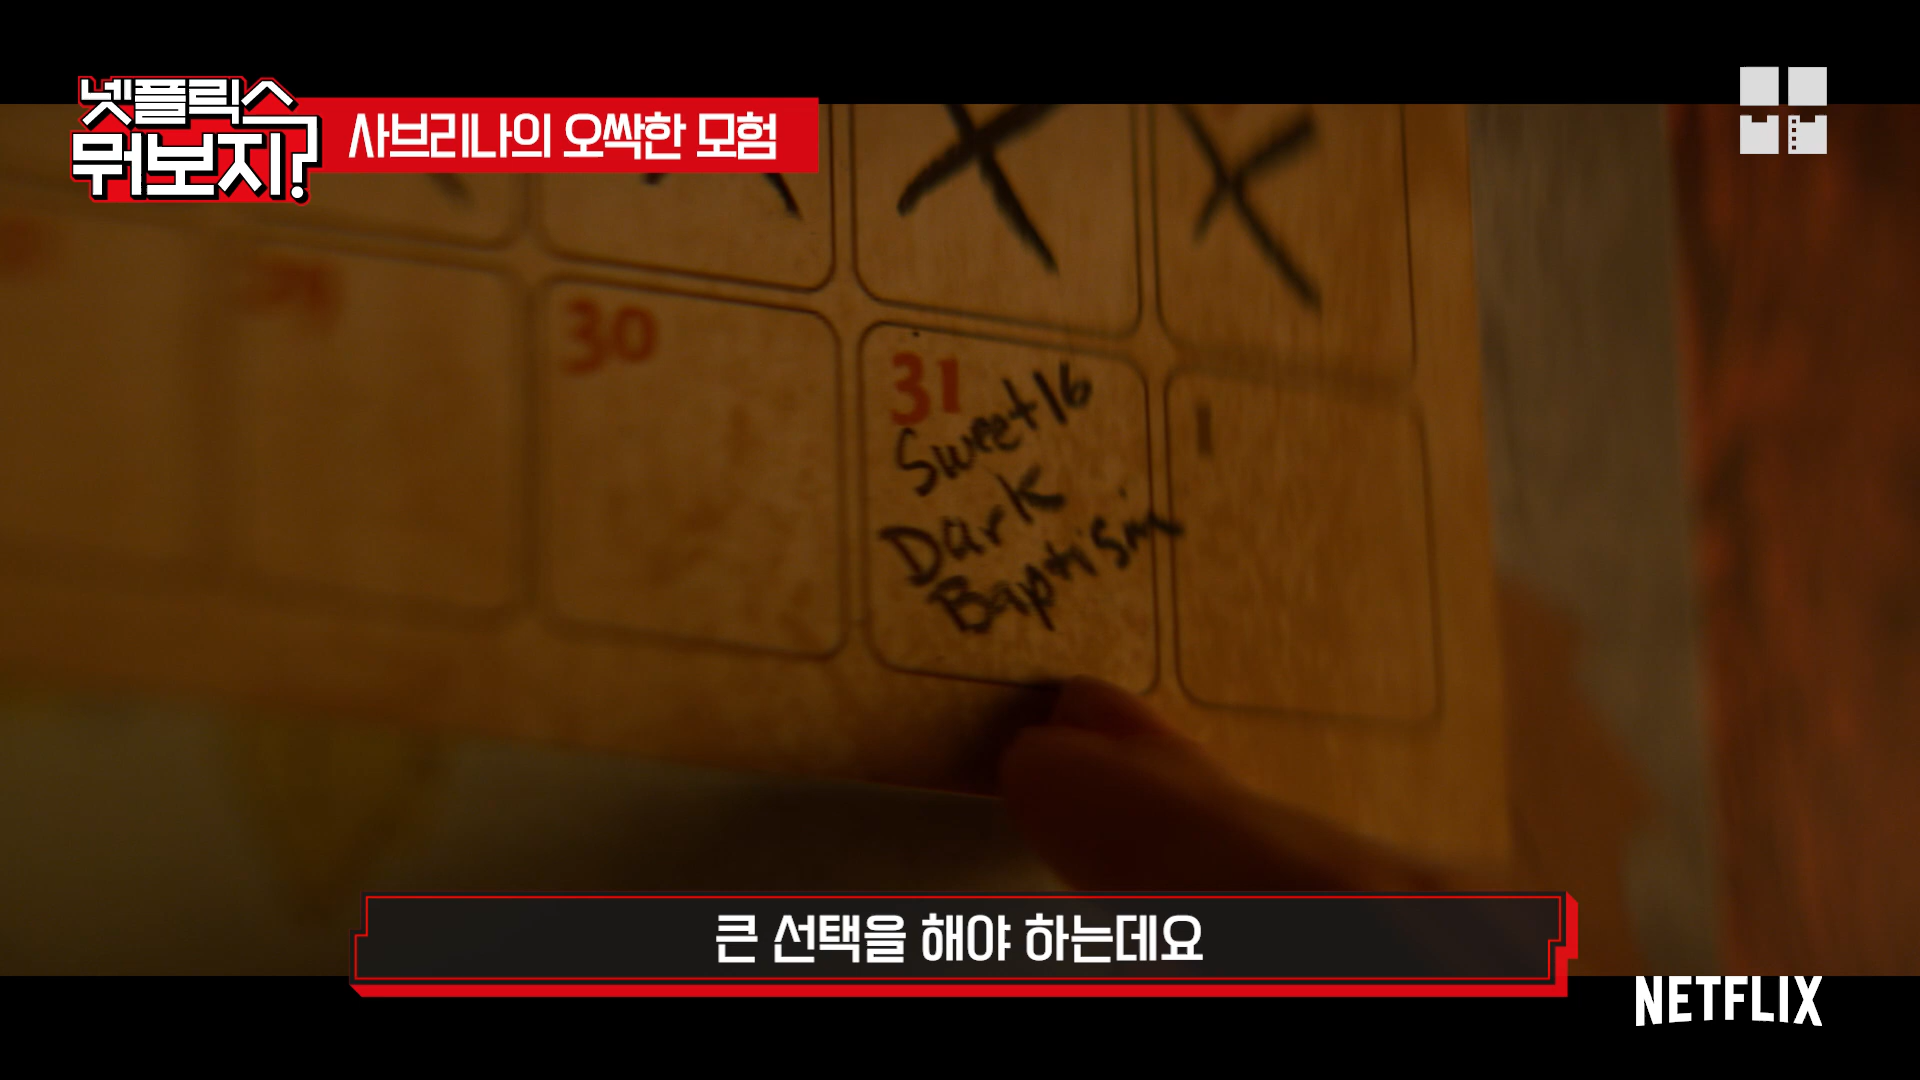 넷플릭스
뭐보지?
사브리나의 오싹한 모험
30
31
Sweet 16
Dark
Baptism
1
큰 선택을 해야 하는데요
NETFLIX